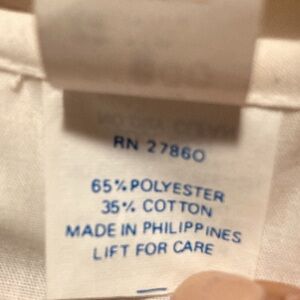 RN 27860
65% POLYESTER
35% COTTON
MADE IN PHILIPPINES
LIFT FOR CARE